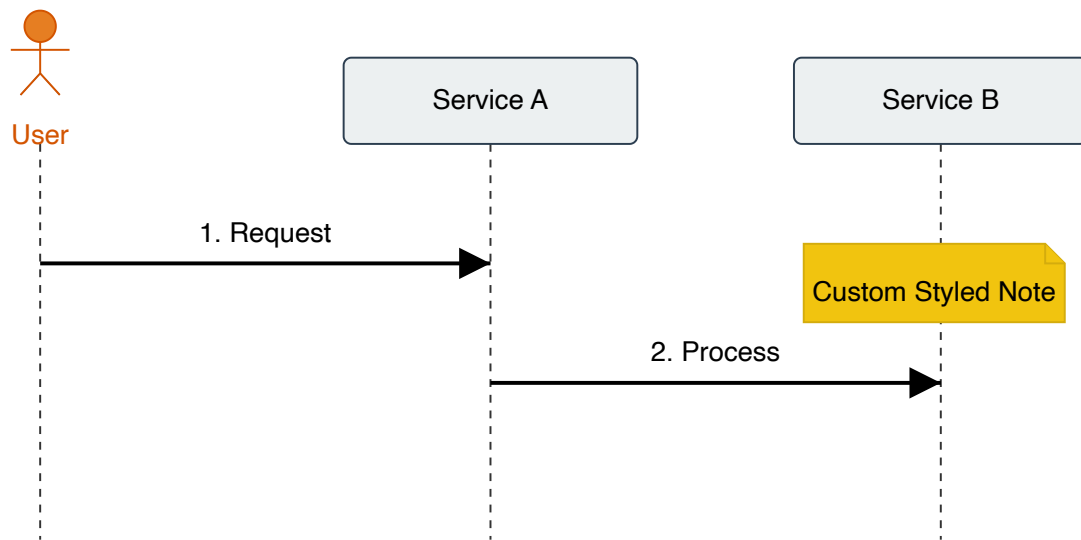 User
Service A
Service B
1. Request
Custom Styled Note
2. Process